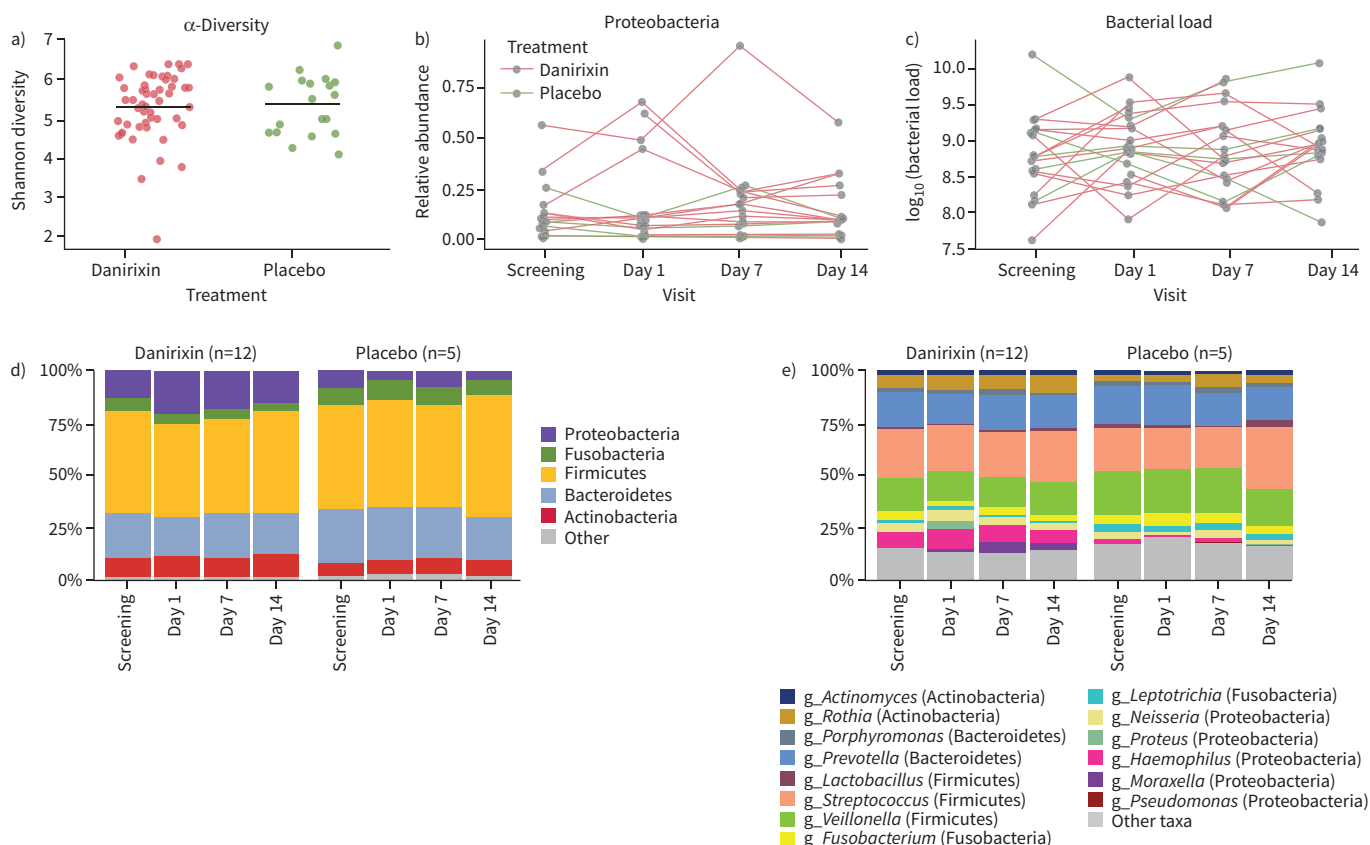 a)
α-Diversity
Shannon diversity
7
6
5
4
3
2
Danirixin
Placebo
Treatment
b)
Proteobacteria
Treatment
Danirixin
Placebo
Relative abundance
0.75
0.50
0.25
0.00
Screening
Day 1
Day 7
Day 14
Visit
c)
Bacterial load
log10 (bacterial load)
10.0
9.5
9.0
8.5
8.0
7.5
Screening
Day 1
Day 7
Day 14
Visit
d)
Danirixin (n=12)
Placebo (n=5)
100%
75%
50%
25%
0%
Screening
Day 1
Day 7
Day 14
Screening
Day 1
Day 7
Day 14
Proteobacteria
Fusobacteria
Firmicutes
Bacteroidetes
Actinobacteria
Other
e)
Danirixin (n=12)
Placebo (n=5)
100%
75%
50%
25%
0%
Screening
Day 1
Day 7
Day 14
Screening
Day 1
Day 7
Day 14
g_Actinomyces (Actinobacteria)
g_Rothia (Actinobacteria)
g_Porphyromonas (Bacteroidetes)
g_Prevotella (Bacteroidetes)
g_Lactobacillus (Firmicutes)
g_Streptococcus (Firmicutes)
g_Veillonella (Firmicutes)
g_Fusobacterium (Fusobacteria)
g_Leptotrichia (Fusobacteria)
g_Neisseria (Proteobacteria)
g_Proteus (Proteobacteria)
g_Haemophilus (Proteobacteria)
g_Moraxella (Proteobacteria)
g_Pseudomonas (Proteobacteria)
Other taxa